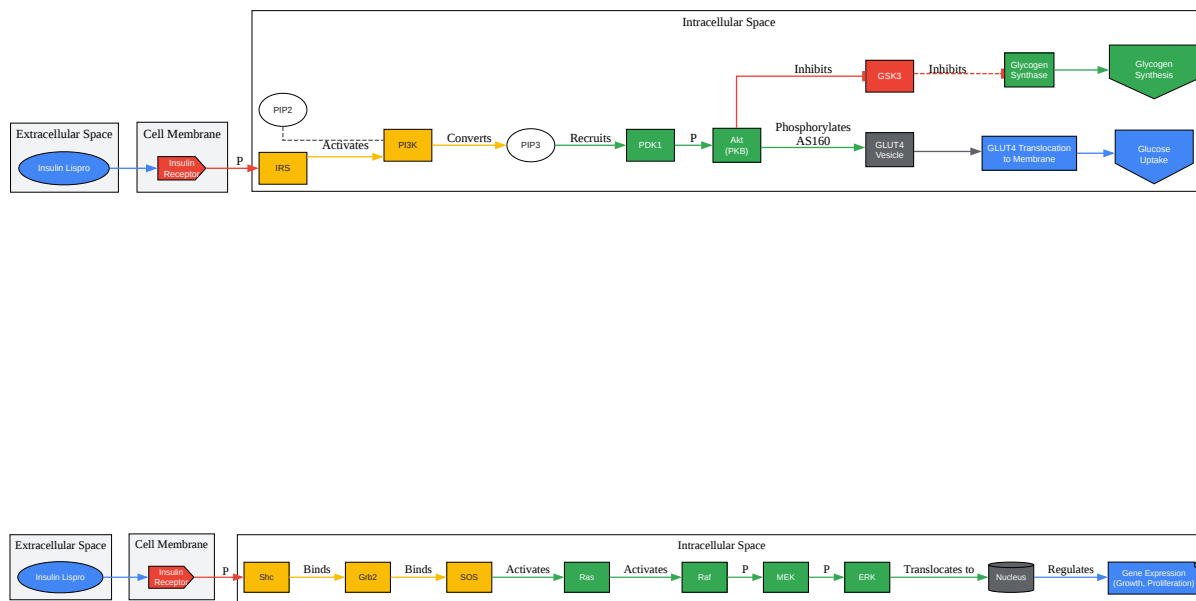 Intracellular Space
Inhibits
GSK3
Inhibits
Glycogen
Synthase
Glycogen
Synthesis
PIP2
Extracellular Space
Cell Membrane
Insulin Lispro
Insulin
Receptor
P
IRS
Activates
PI3K
Converts
PIP3
Recruits
PDK1
P
Akt
(PKB)
Phosphorylates
AS160
GLUT4
Vesicle
GLUT4 Translocation
to Membrane
Glucose
Uptake
Extracellular Space
Cell Membrane
Intracellular Space
Insulin Lispro
Insulin
Receptor
P
Shc
Binds
Grb2
Binds
SOS
Activates
Ras
Activates
Raf
P
MEK
P
ERK
Translocates to
Nucleus
Regulates
Gene Expression
(Growth, Proliferation)